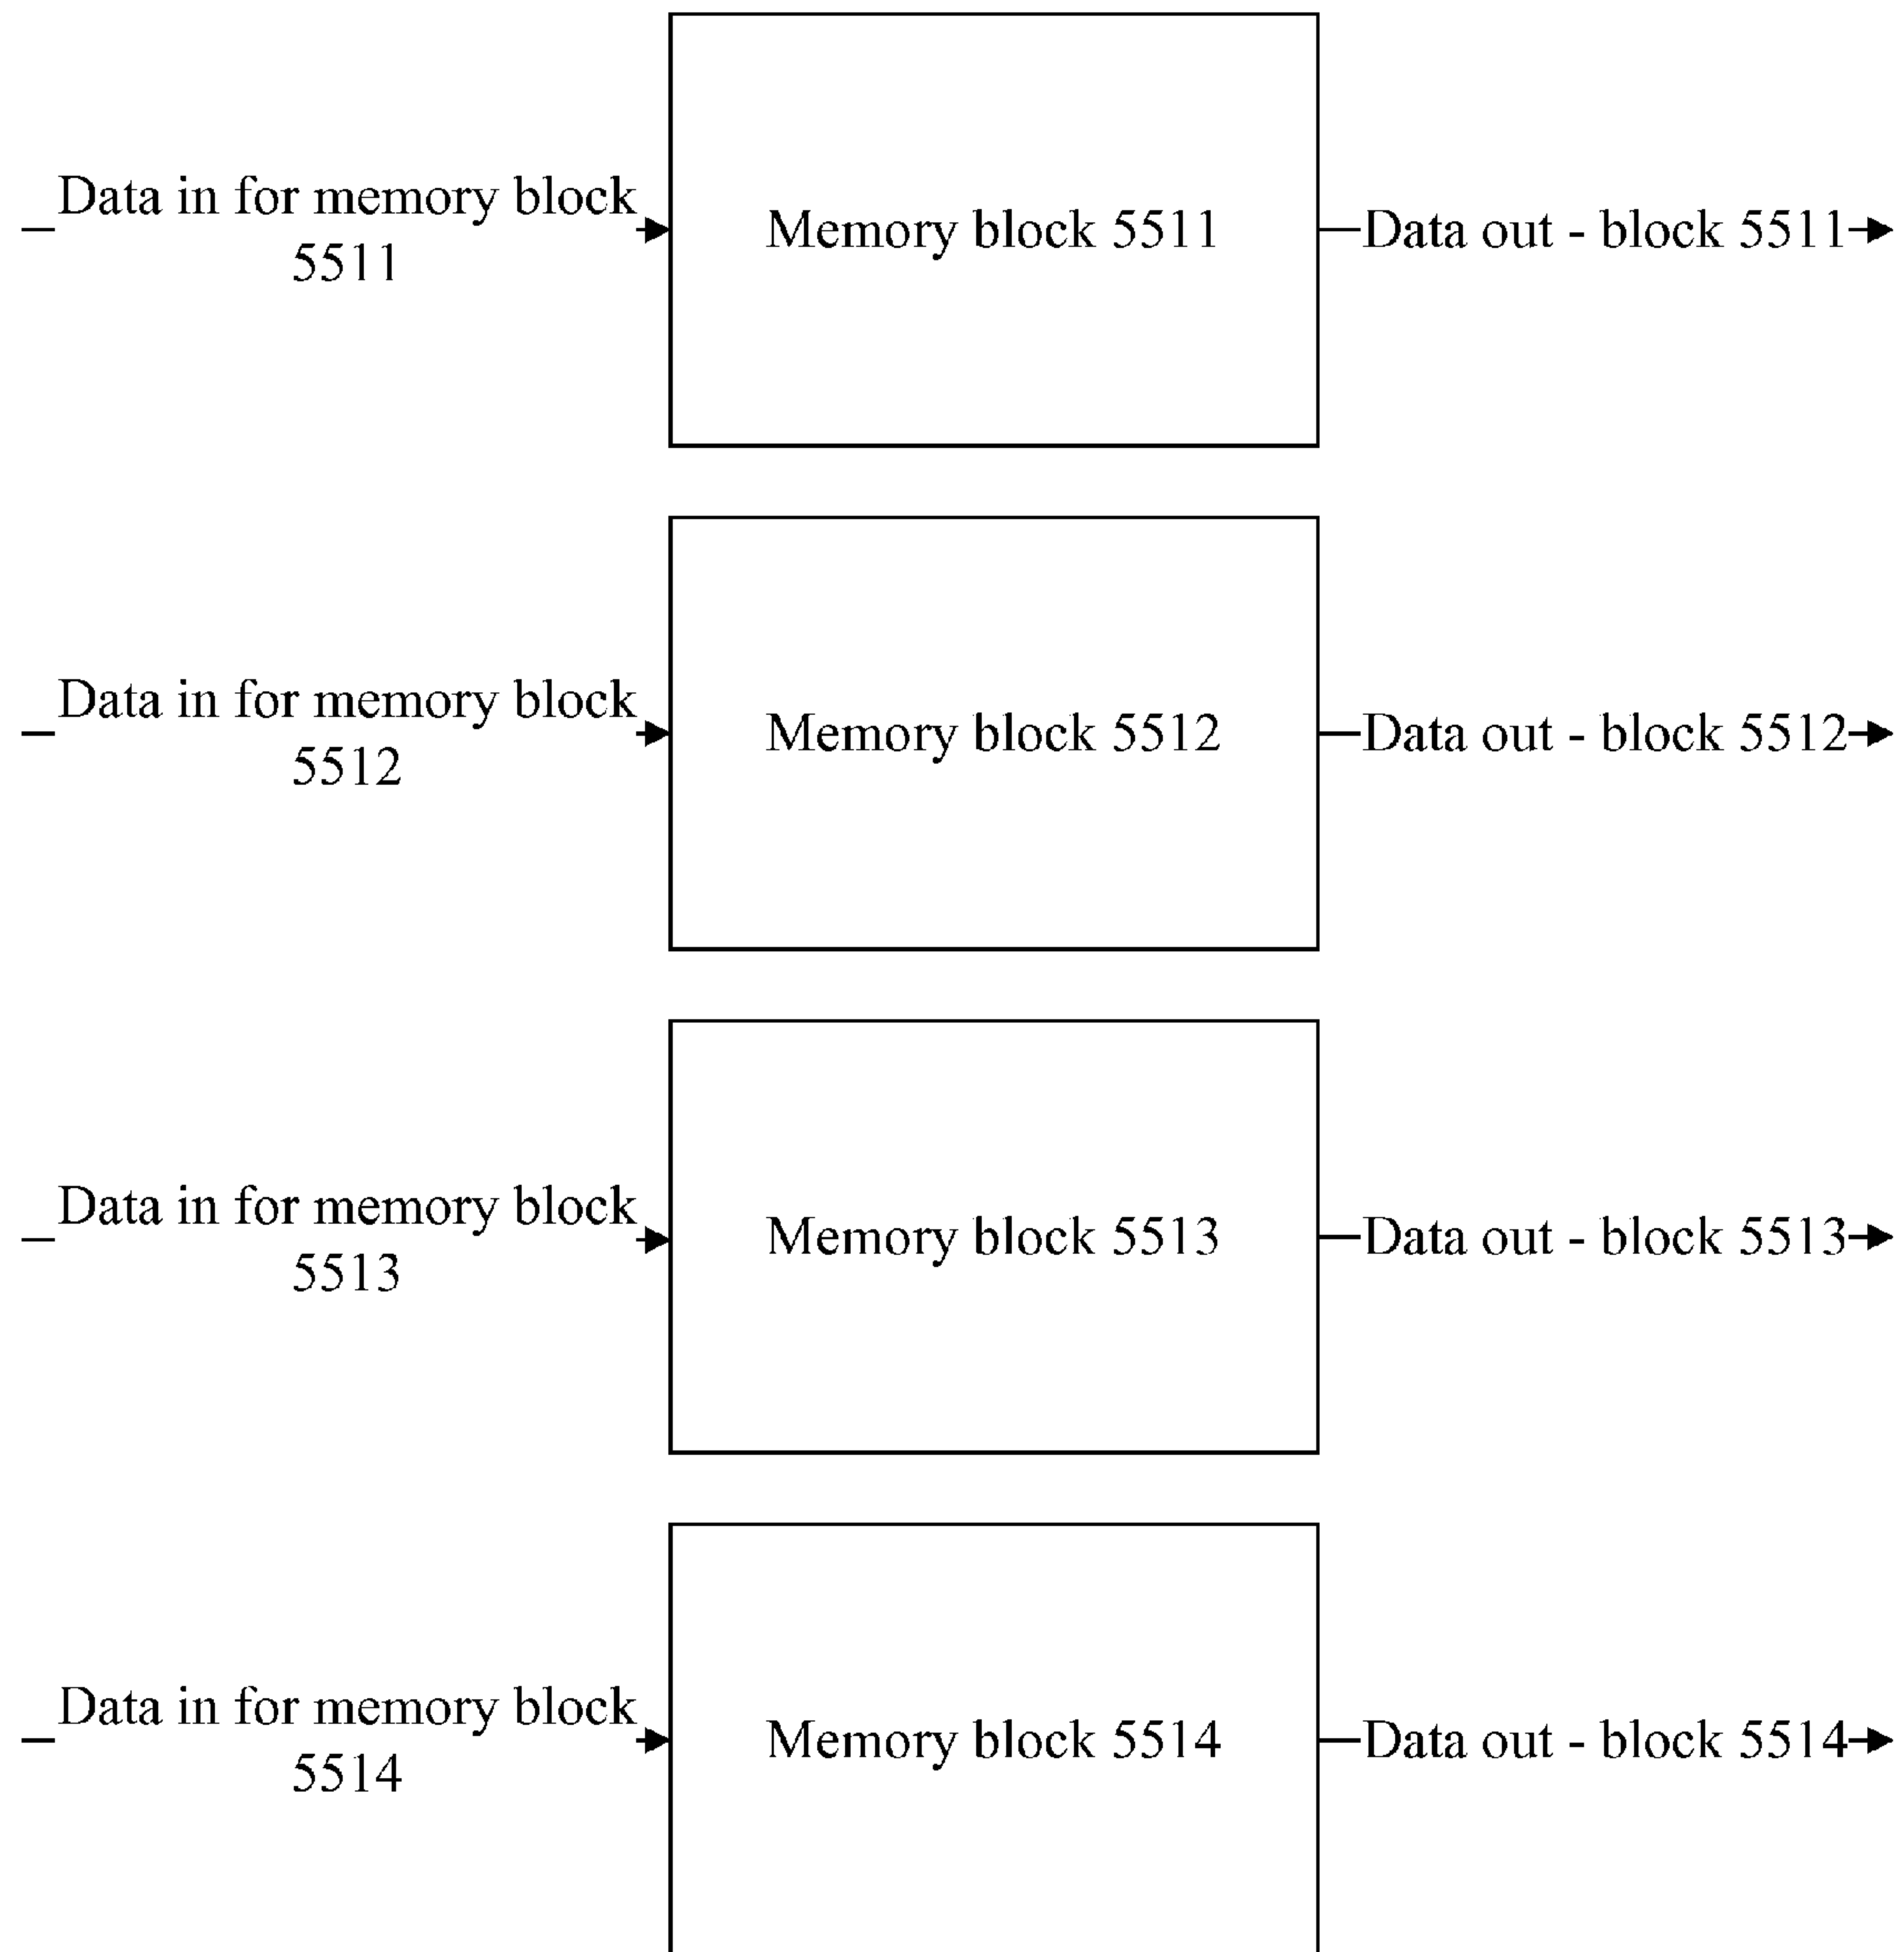 Data in for memory block
5511
Memory block 5511
Data out - block 5511
Data in for memory block
5512
Memory block 5512
Data out - block 5512
Data in for memory block
5513
Memory block 5513
Data out - block 5513
Data in for memory block
5514
Memory block 5514
Data out - block 5514